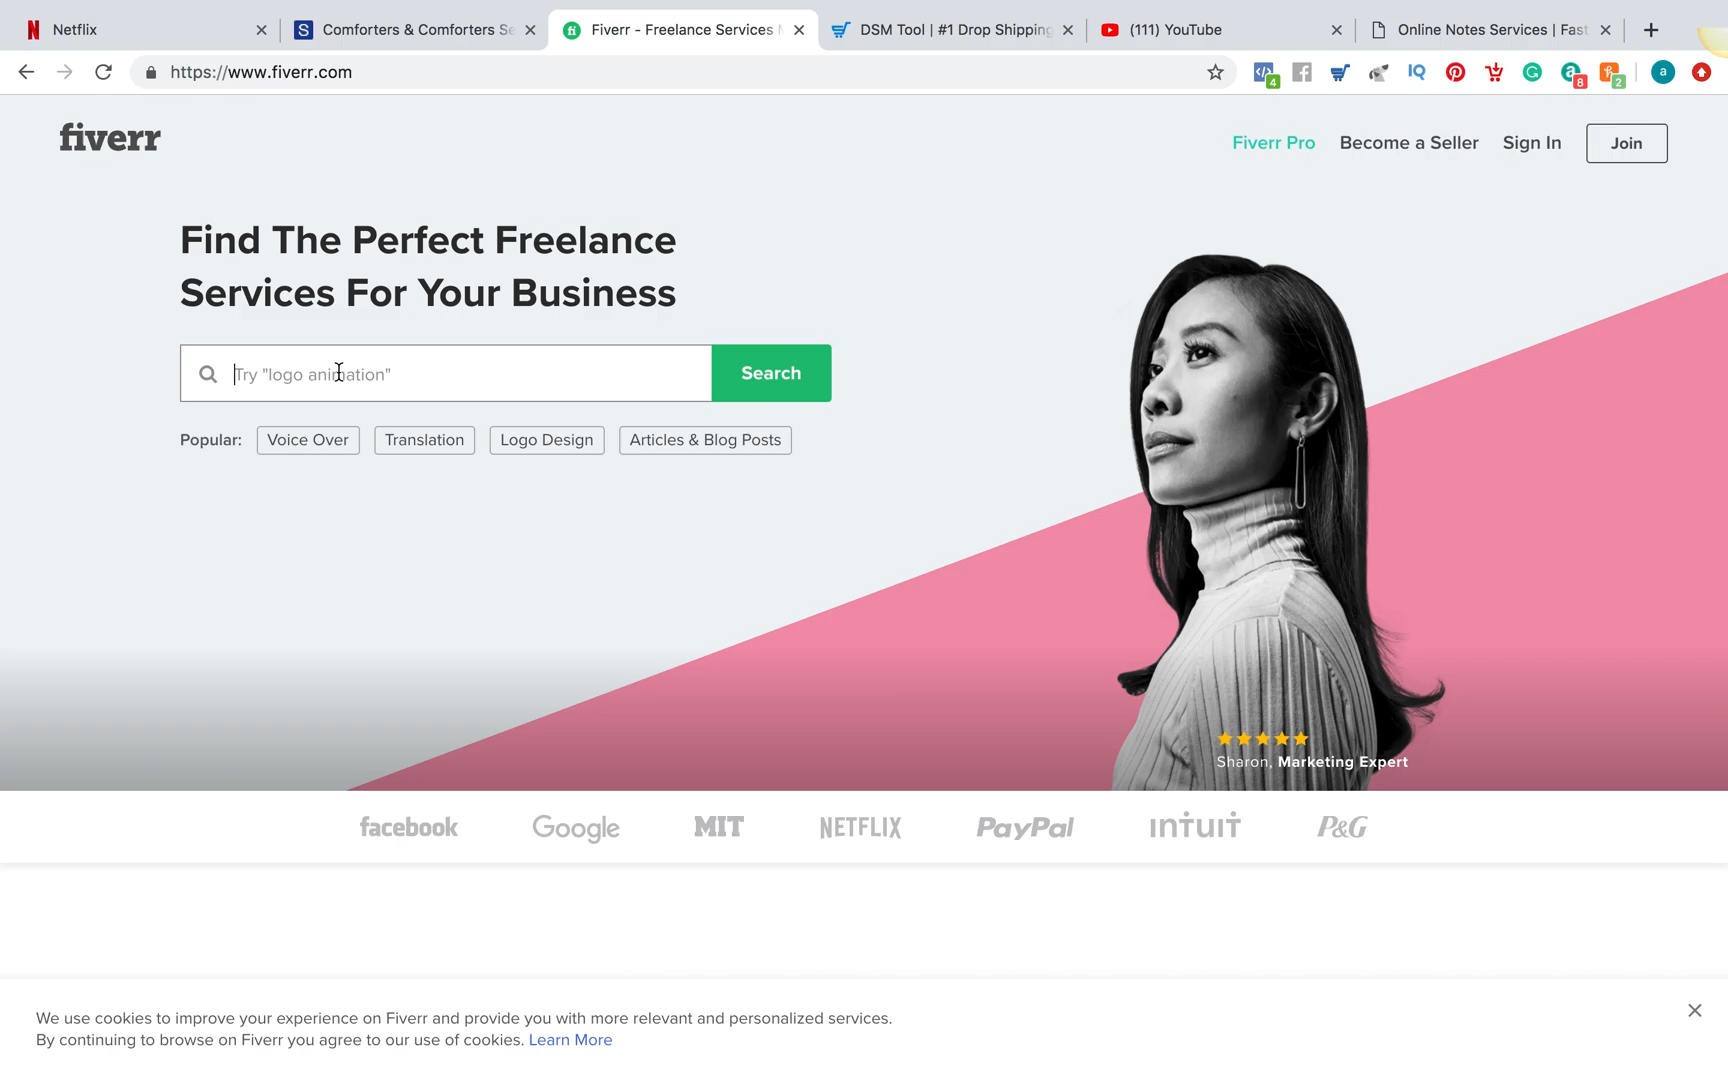 Netflix
Comforters & Comforters Se
Fiverr - Freelance Services
DSM Tool | #1 Drop Shipping
(111) YouTube
Online Notes Services | Fast
https://www.fiverr.com
4
IQ
8
2
a
fiverr
Fiverr Pro
Become a Seller
Sign In
Join
Find The Perfect Freelance
Services For Your Business
Try "logo animation"
Search
Popular:
Voice Over
Translation
Logo Design
Articles & Blog Posts
Sharon, Marketing Expert
facebook
Google
MIT
NETFLIX
PayPal
intuit
P&G
We use cookies to improve your experience on Fiverr and provide you with more relevant and personalized services.
By continuing to browse on Fiverr you agree to our use of cookies. Learn More